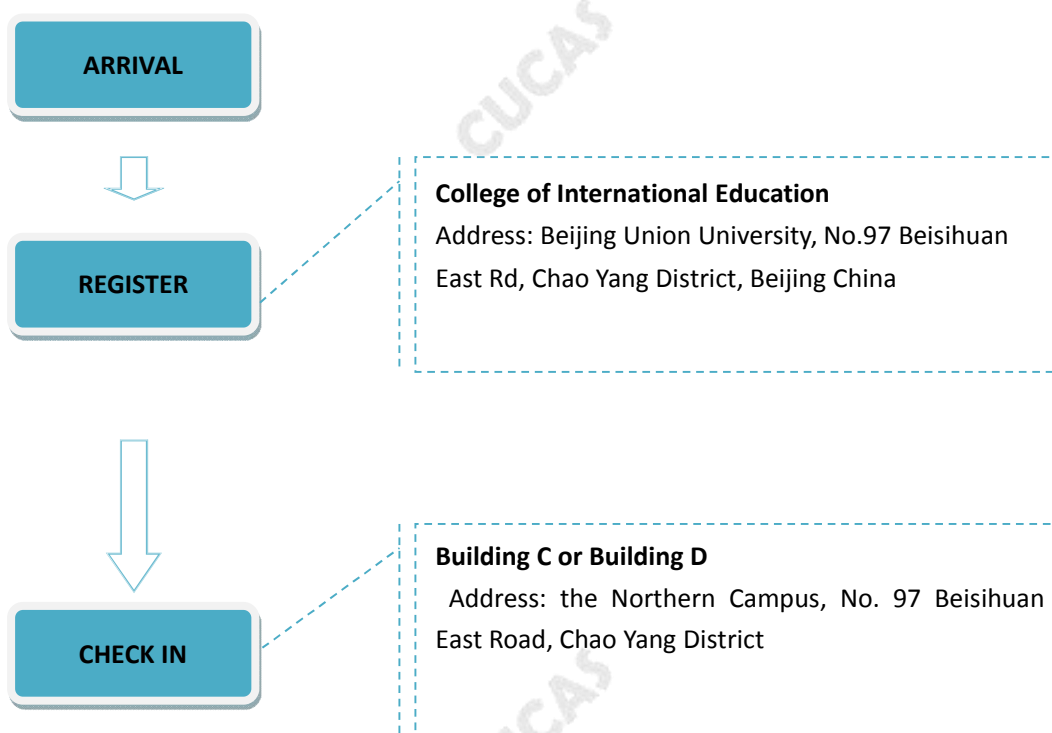 CUCAS
ARRIVAL
College of International Education
Address: Beijing Union University, No.97 Beisihuan
East Rd, Chao Yang District, Beijing China
REGISTER
Building C or Building D
Address: the Northern Campus, No. 97 Beisihuan
East Road, Chao Yang District
CHECK IN
CUCAS